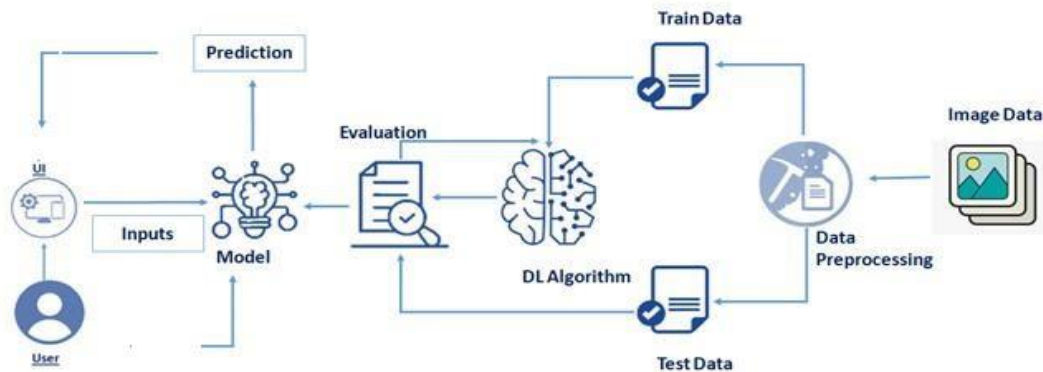 Train Data
Prediction
Image Data
Evaluation
UI
Inputs
Model
DL Algorithm
Data
Preprocessing
User
Test Data